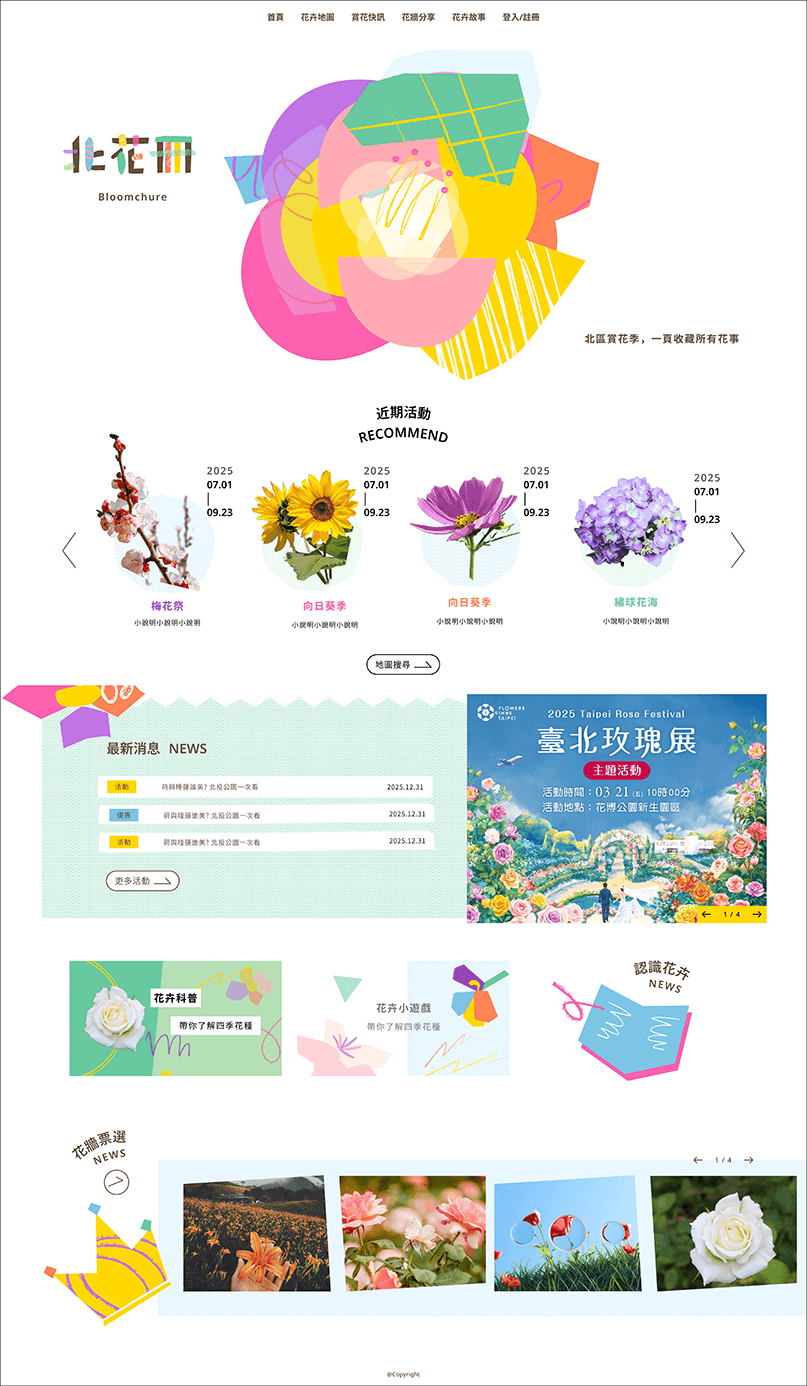 首頁 花卉地圖 賞花快訊 花牆分享 花卉故事 登入/註冊
北花冊
Bloomchure
北區賞花季，一頁收藏所有花事
近期活動
RECOMMEND
2025
07.01
09.23
梅花祭
小說明小說明小說明
2025
07.01
09.23
向日葵季
小說明小說明小說明
2025
07.01
09.23
向日葵季
小說明小說明小說明
2025
07.01
09.23
繡球花海
小說明小說明小說明
地圖搜尋
最新消息 NEWS
活動 荷與睡蓮誰美? 北投公園一次看 2025.12.31
優惠 荷與睡蓮誰美? 北投公園一次看 2025.12.31
活動 荷與睡蓮誰美? 北投公園一次看 2025.12.31
更多活動
FLOWERS
TAIPEI
2025 Taipei Rose Festival
臺北玫瑰展
主題活動
活動時間：03.21 (五) 10時00分
活動地點：花博公園新生園區
1 / 4
花卉科普
帶你了解四季花種
花卉小遊戲
帶你了解四季花種
認識花卉
NEWS
花牆票選
NEWS
1 / 4
@Copyright